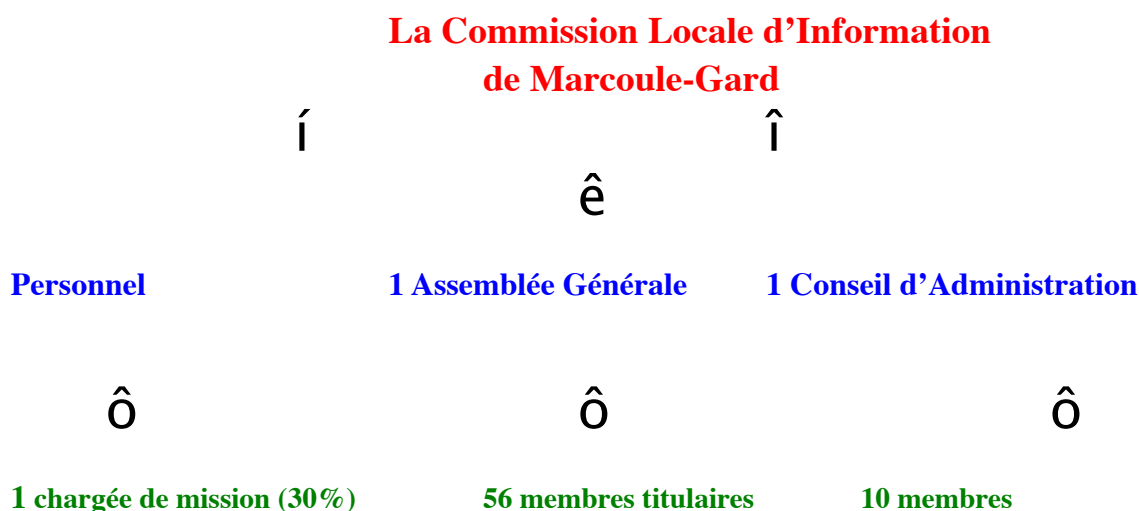 La Commission Locale d’Information
de Marcoule-Gard
í î
ê
Personnel 1 Assemblée Générale 1 Conseil d’Administration
ô ô ô
1 chargée de mission (30%) 56 membres titulaires 10 membres